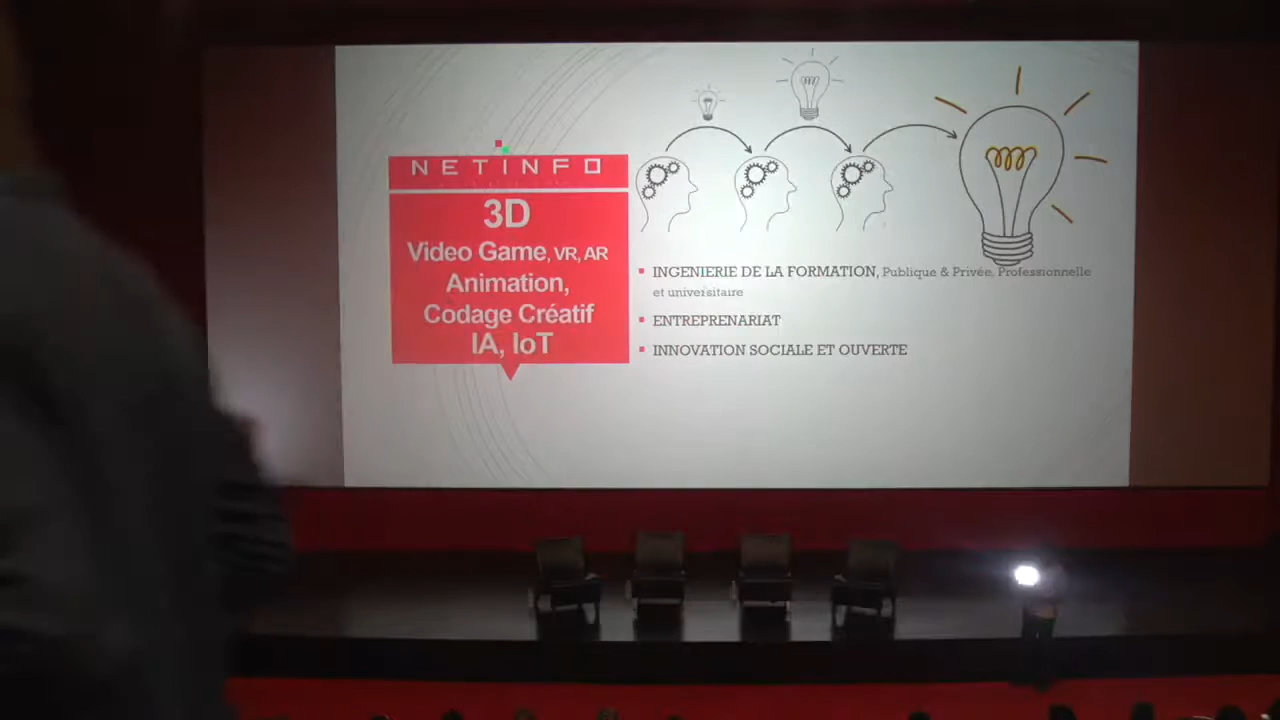 NETINFO
3D
Video Game, VR, AR
Animation,
Codage Créatif
IA, IoT
INGENIERIE DE LA FORMATION, Publique & Privée, Professionnelle
et universitaire
ENTREPRENARIAT
INNOVATION SOCIALE ET OUVERTE